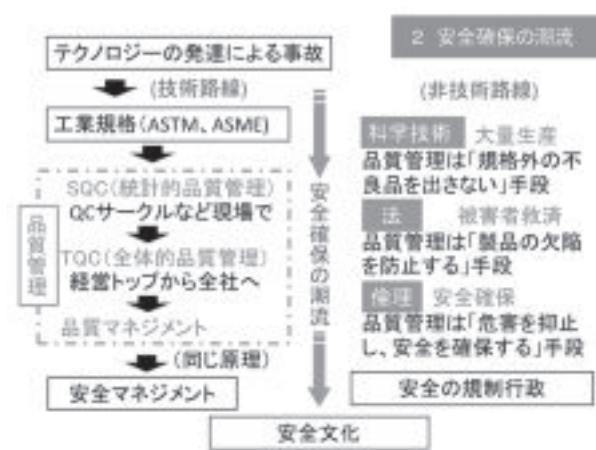 2 安全確保の潮流
テクノロジーの発達による事故
(技術路線)
工業規格(ASTM、ASME)
品質管理
SQC(統計的品質管理)
QCサークルなど現場で
TQC(全体的品質管理)
経営トップから全社へ
品質マネジメント
(同じ原理)
安全マネジメント
安全確保の潮流
(非技術路線)
科学技術 大量生産
品質管理は「規格外の不
良品を出さない」手段
法 被害者救済
品質管理は「製品の欠陥
を防止する」手段
倫理 安全確保
品質管理は「危害を抑止
し、安全を確保する」手段
安全の規制行政
安全文化